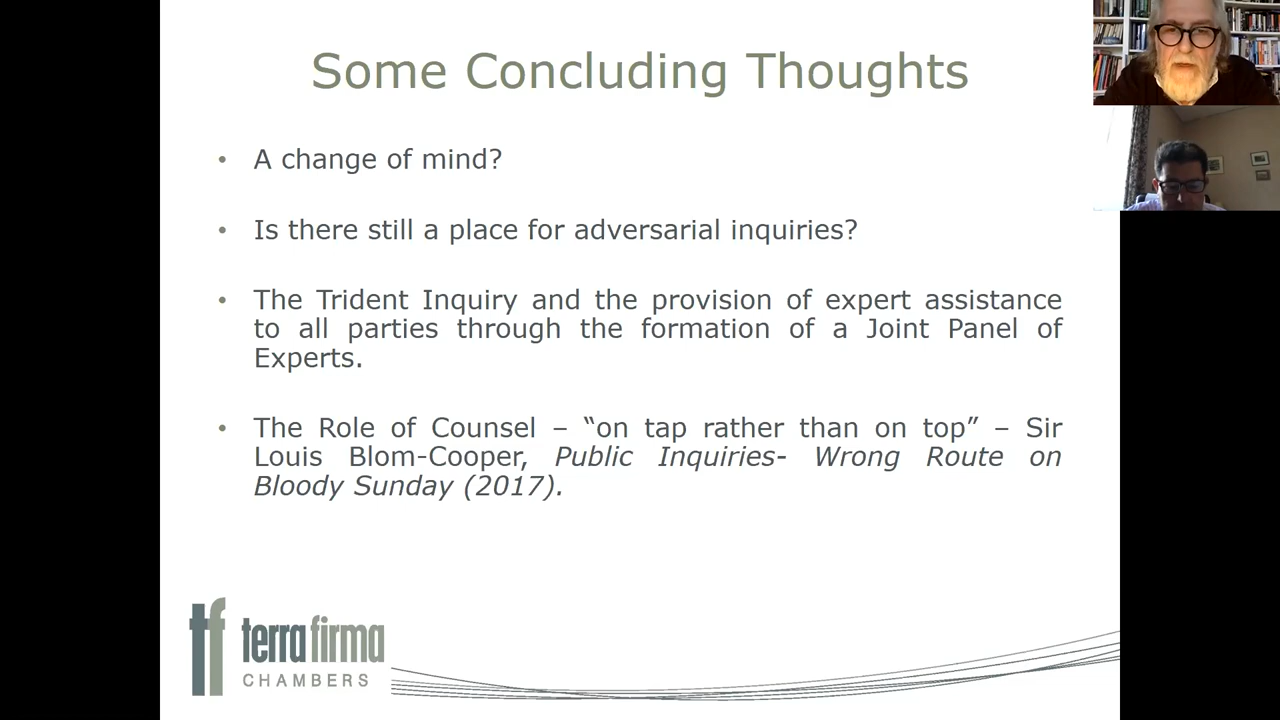 Some Concluding Thoughts
• A change of mind?
• Is there still a place for adversarial inquiries?
• The Trident Inquiry and the provision of expert assistance
to all parties through the formation of a Joint Panel of
Experts.
• The Role of Counsel – “on tap rather than on top” – Sir
Louis Blom-Cooper, Public Inquiries- Wrong Route on
Bloody Sunday (2017).
tf terra firma
CHAMBERS